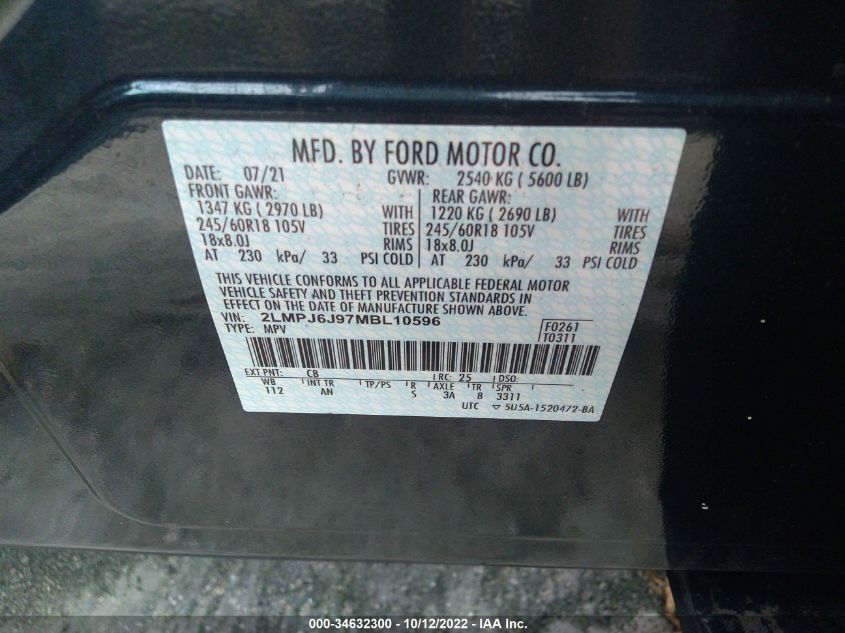 MFD. BY FORD MOTOR CO.
DATE: 07/21 GVWR: 2540 KG ( 5600 LB)
FRONT GAWR: REAR GAWR:
1347 KG ( 2970 LB) WITH 1220 KG ( 2690 LB) WITH
245/60R18 105V TIRES 245/60R18 105V TIRES
18x8.0J RIMS 18x8.0J RIMS
AT 230 kPa/ 33 PSI COLD AT 230 kPa/ 33 PSI COLD
THIS VEHICLE CONFORMS TO ALL APPLICABLE FEDERAL MOTOR
VEHICLE SAFETY AND THEFT PREVENTION STANDARDS IN
EFFECT ON THE DATE OF MANUFACTURE SHOWN ABOVE.
VIN: 2LMPJ6J97MBL10596 F0261
TYPE: MPV T0311
EXT PNT: C8 RC: 25 DSO:
WB INT TR TP/PS R AXLE TR SPR
112 AN S 3A 8 3311
UTC ▽ 5U5A-1520472-BA
000-34632300 - 10/12/2022 - IAA Inc.